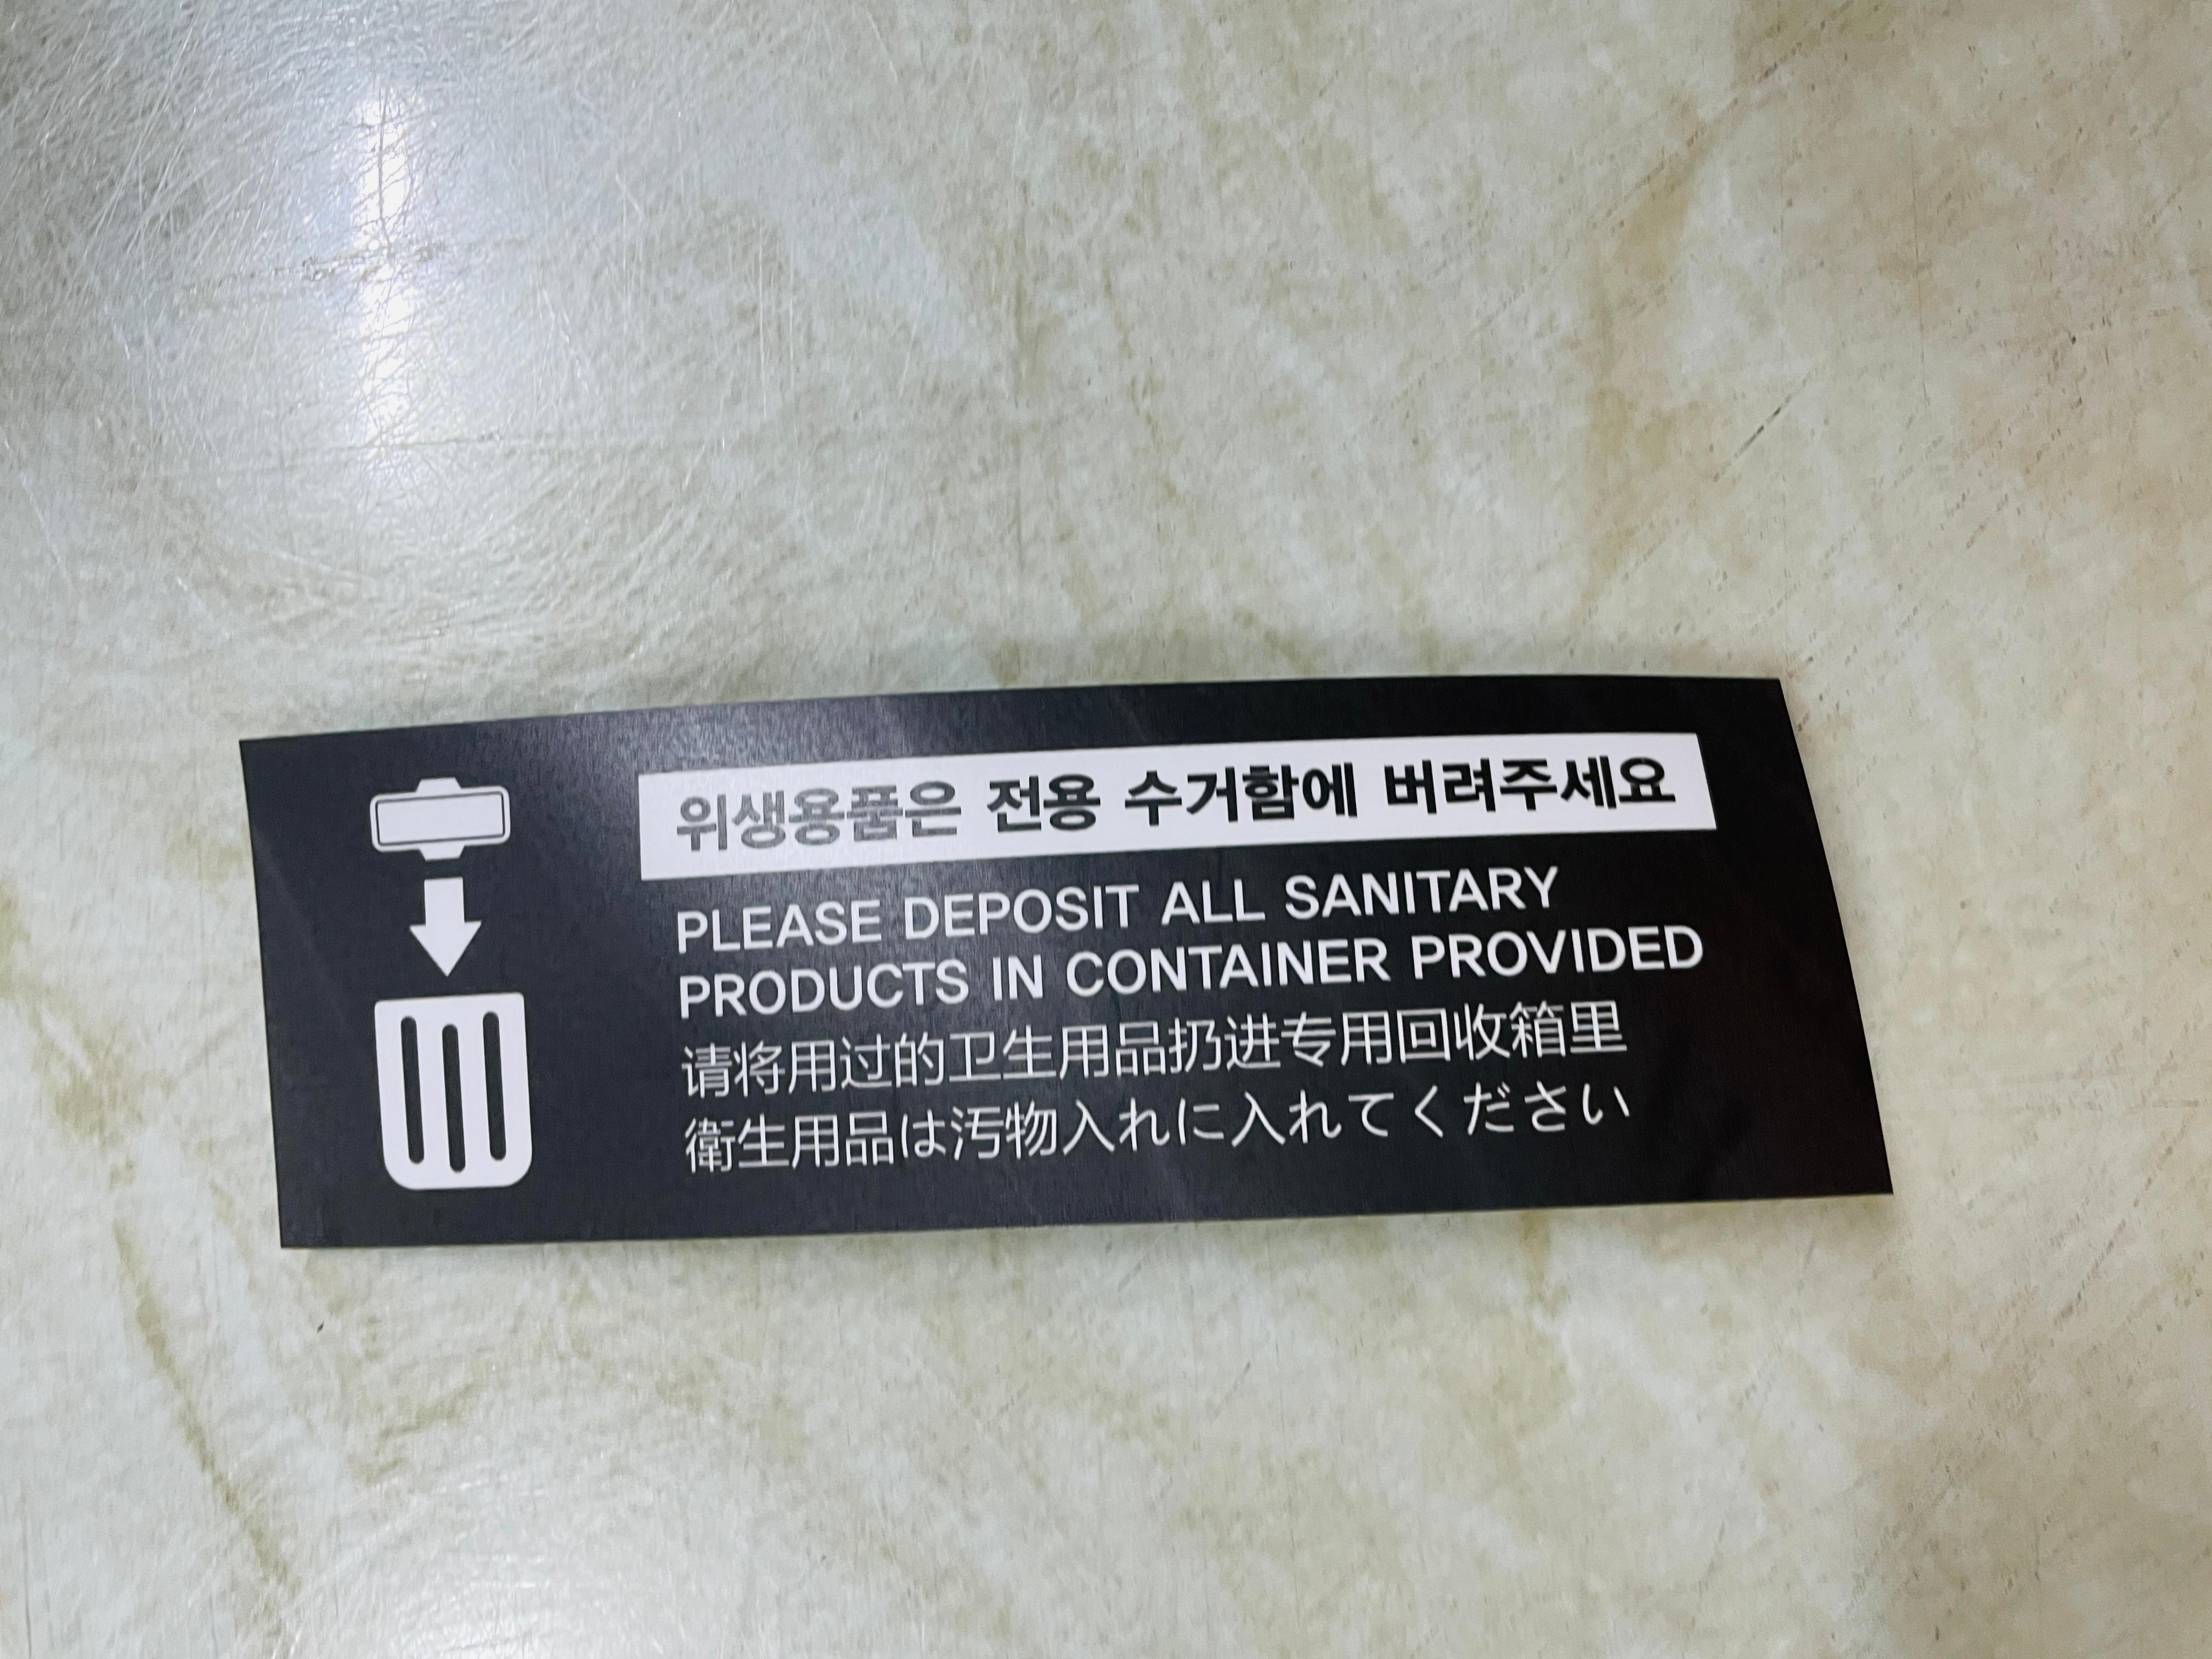 위생용품은 전용 수거함에 버려주세요
PLEASE DEPOSIT ALL SANITARY
PRODUCTS IN CONTAINER PROVIDED
请将用过的卫生用品扔进专用回收箱里
衛生用品は汚物入れに入れてください